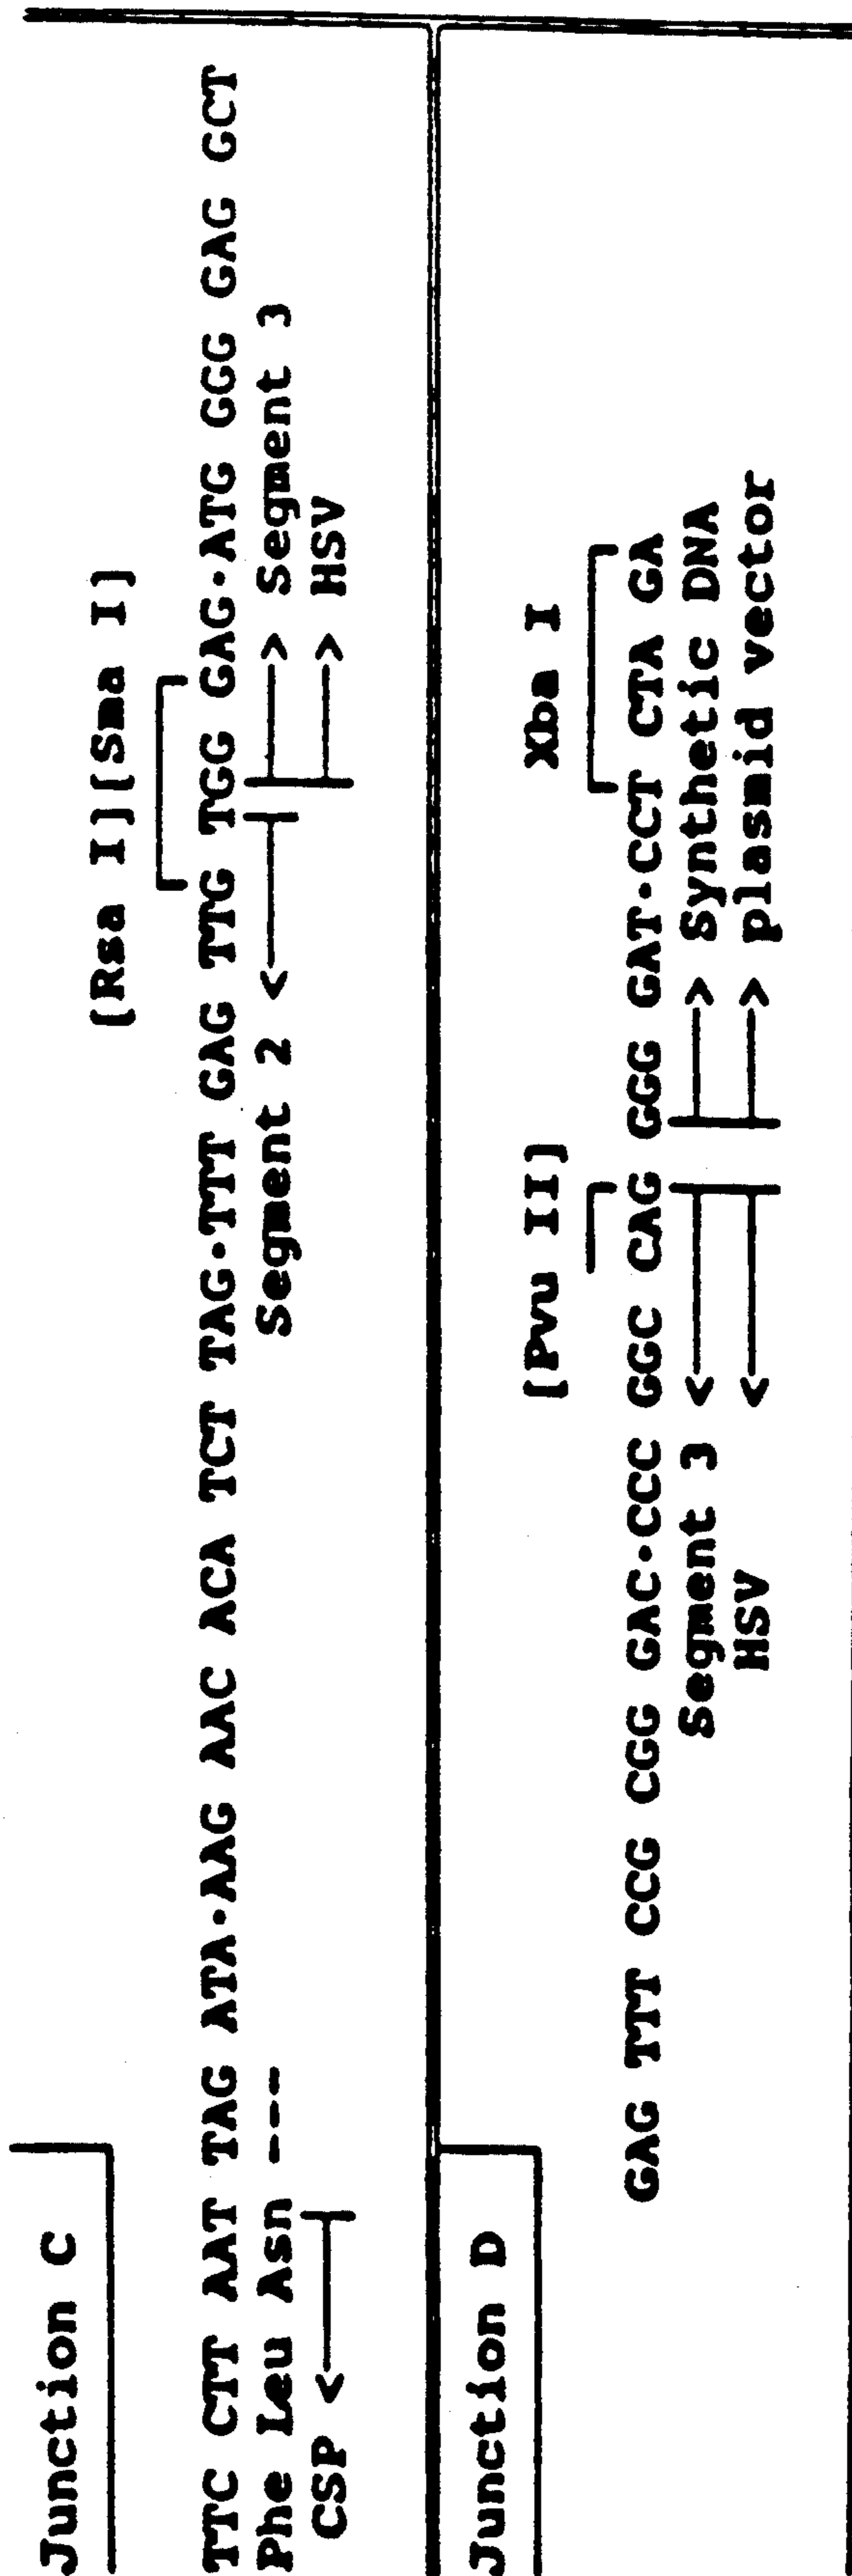 Junction C
[Rsa I][Sma I]
TTC CTT AAT TAG ATA·AAG AAC ACA TCT TAG·TTT GAG TTG TGG GAG·ATG GGG GAG GCT
Phe Leu Asn --- Segment 2 <——— ———> Segment 3
CSP <——— ———> HSV
Junction D
[Pvu II] Xba I
GAG TTT CCG CGG GAC·CCC GGC CAG GGG GAT·CCT CTA GA
Segment 3 <——— ———> Synthetic DNA
HSV <——— ———> plasmid vector